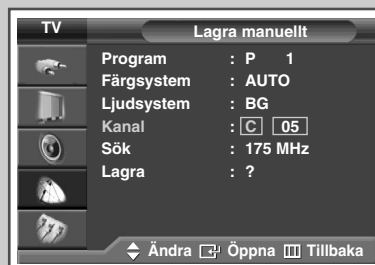 TV
Lagra manuellt
Program : P 1
Färgsystem : AUTO
Ljudsystem : BG
Kanal : C 05
Sök : 175 MHz
Lagra : ?
Ändra Öppna Tillbaka